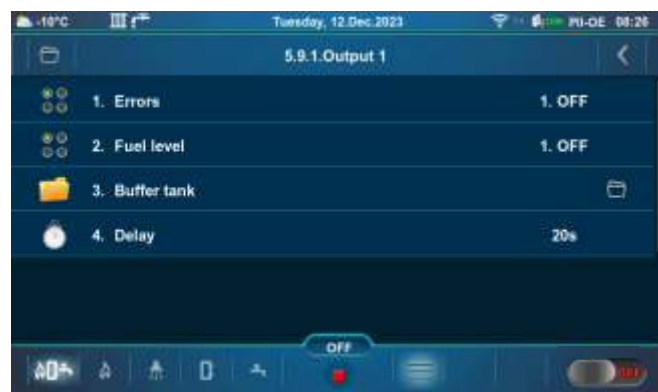 -10°C Tuesday, 12.Dec.2023 PII-OE 08:26
5.9.1.Output 1
1. Errors 1. OFF
2. Fuel level 1. OFF
3. Buffer tank
4. Delay 20s
OFF
OFF